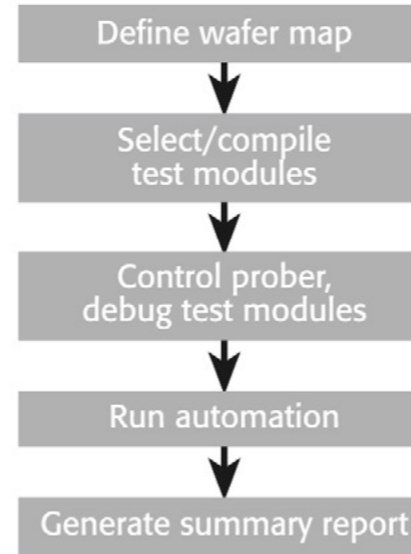 Define wafer map
Select/compile
test modules
Control prober,
debug test modules
Run automation
Generate summary report